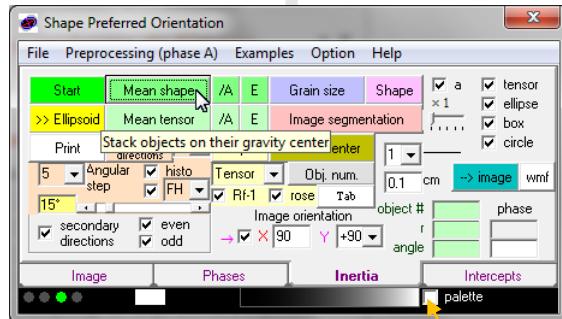 Shape Preferred Orientation
File Preprocessing (phase A) Examples Option Help
Start Mean shape /A E Grain size Shape a tensor
×1 ellipse
>> Ellipsoid Mean tensor /A E Image segmentation box
Stack objects on their gravity center circle
Print directions enter 1
5 Angular step histo Tensor Obj. num. 0.1 cm --> image wmf
FH Rf-1 rose Tab
15° Image orientation object # phase
secondary directions even → X 90 Y +90 r
odd angle
Image Phases Inertia Intercepts
palette